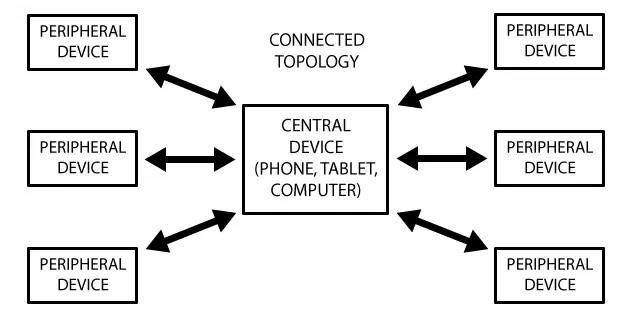 PERIPHERAL
DEVICE
CONNECTED
TOPOLOGY
PERIPHERAL
DEVICE
PERIPHERAL
DEVICE
CENTRAL
DEVICE
(PHONE, TABLET,
COMPUTER)
PERIPHERAL
DEVICE
PERIPHERAL
DEVICE
PERIPHERAL
DEVICE